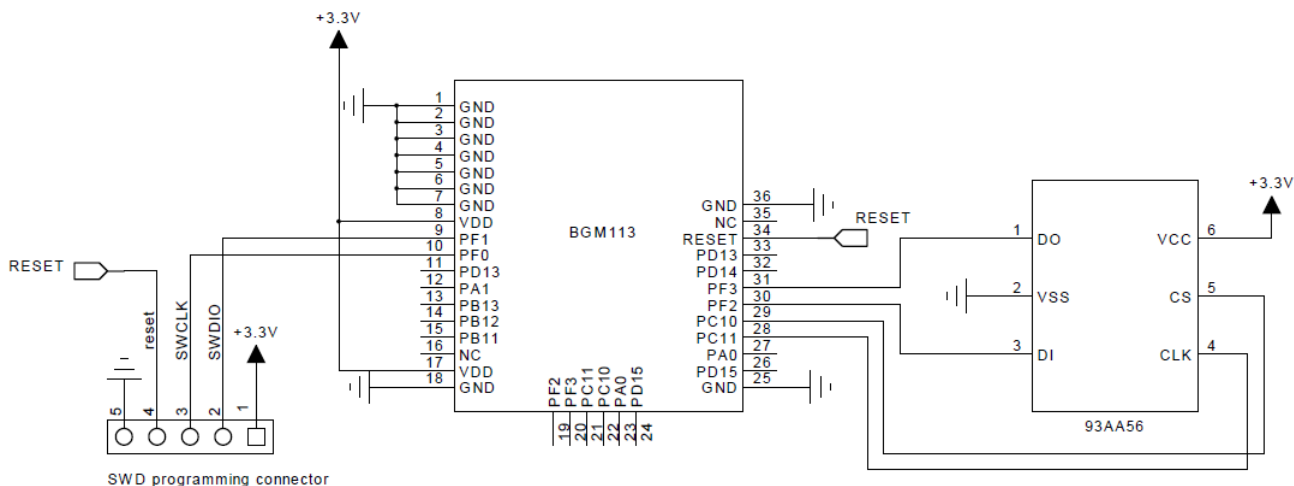 +3.3V
1 GND
2 GND
3 GND
4 GND
5 GND
6 GND
7 GND
8 VDD
9 PF1
10 PF0
11 PD13
12 PA1
13 PB13
14 PB12
15 PB11
16 NC
17 VDD
18 GND
BGM113
GND 36
NC 35
RESET 34
PD13 33
PD14 32
PF3 31
PF2 30
PC10 29
PC11 28
PA0 27
PD15 26
GND 25
PF2
PF3
PC11
PC10
PA0
PD15
19
20
21
22
23
24
RESET
RESET
reset
SWCLK
SWDIO
+3.3V
5
4
3
2
1
SWD programming connector
+3.3V
1 DO
2 VSS
3 DI
VCC 6
CS 5
CLK 4
93AA56